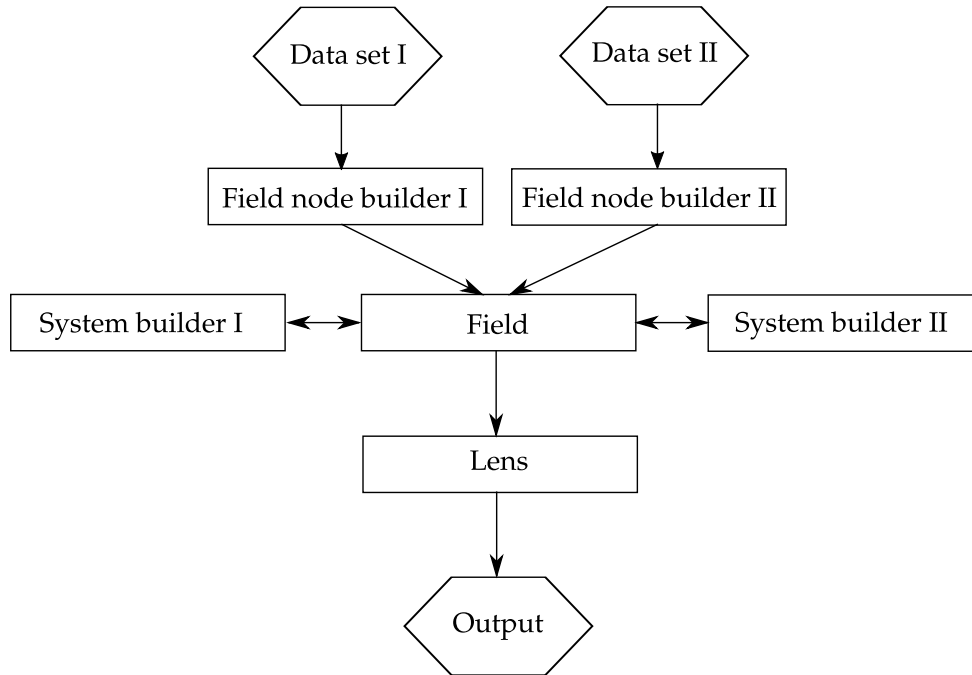 Data set I
Data set II
Field node builder I
Field node builder II
System builder I
Field
System builder II
Lens
Output